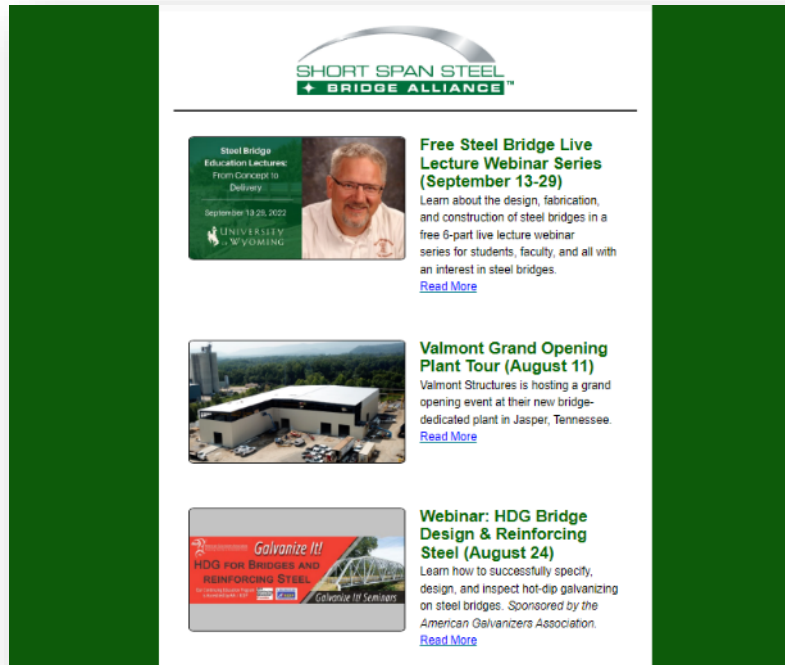 SHORT SPAN STEEL
BRIDGE ALLIANCE™
Steel Bridge
Education Lectures:
From Concept to
Delivery
September 13-29, 2022
UNIVERSITY
OF WYOMING
Free Steel Bridge Live
Lecture Webinar Series
(September 13-29)
Learn about the design, fabrication,
and construction of steel bridges in a
free 6-part live lecture webinar
series for students, faculty, and all with
an interest in steel bridges.
Read More
Valmont Grand Opening
Plant Tour (August 11)
Valmont Structures is hosting a grand
opening event at their new bridge-
dedicated plant in Jasper, Tennessee.
Read More
Galvanize It!
HDG FOR BRIDGES AND
REINFORCING STEEL
Galvanize It! Seminars
Webinar: HDG Bridge
Design & Reinforcing
Steel (August 24)
Learn how to successfully specify,
design, and inspect hot-dip galvanizing
on steel bridges. Sponsored by the
American Galvanizers Association.
Read More